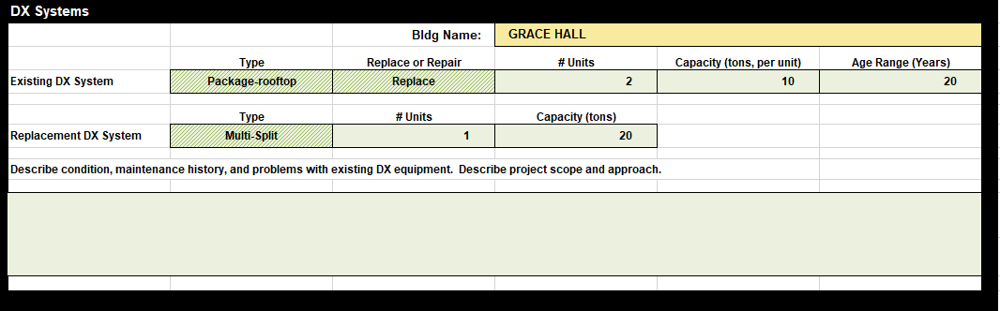 DX Systems
Bldg Name: GRACE HALL
Type Replace or Repair # Units Capacity (tons, per unit) Age Range (Years)
Existing DX System Package-rooftop Replace 2 10 20
Type # Units Capacity (tons)
Replacement DX System Multi-Split 1 20
Describe condition, maintenance history, and problems with existing DX equipment. Describe project scope and approach.